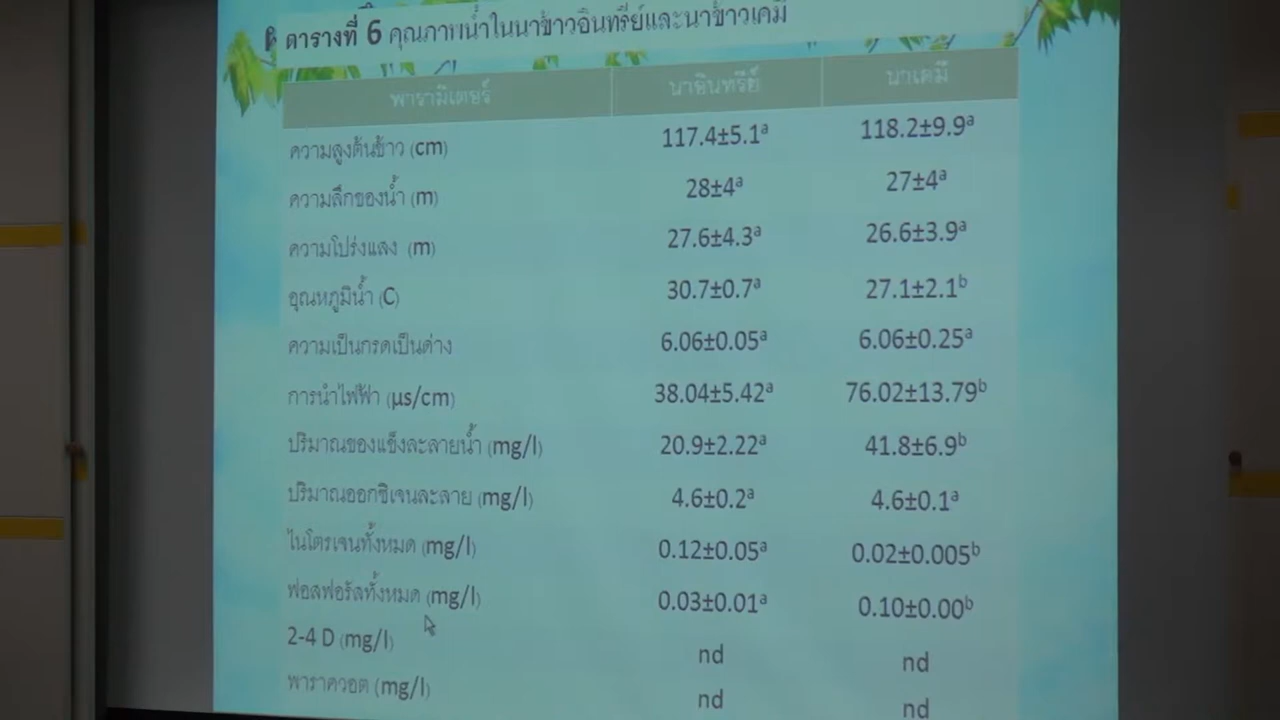 ตารางที่ 6 คุณภาพน้ำในนาข้าวอินทรีย์และนาข้าวเคมี
พารามิเตอร์ นาอินทรีย์ นาเคมี
ความสูงต้นข้าว (cm) 117.4±5.1ᵃ 118.2±9.9ᵃ
ความลึกของน้ำ (m) 28±4ᵃ 27±4ᵃ
ความโปร่งแสง (m) 27.6±4.3ᵃ 26.6±3.9ᵃ
อุณหภูมิน้ำ (C) 30.7±0.7ᵃ 27.1±2.1ᵇ
ความเป็นกรดเป็นด่าง 6.06±0.05ᵃ 6.06±0.25ᵃ
การนำไฟฟ้า (µs/cm) 38.04±5.42ᵃ 76.02±13.79ᵇ
ปริมาณของแข็งละลายน้ำ (mg/l) 20.9±2.22ᵃ 41.8±6.9ᵇ
ปริมาณออกซิเจนละลาย (mg/l) 4.6±0.2ᵃ 4.6±0.1ᵃ
ไนโตรเจนทั้งหมด (mg/l) 0.12±0.05ᵃ 0.02±0.005ᵇ
ฟอสฟอรัสทั้งหมด (mg/l) 0.03±0.01ᵃ 0.10±0.00ᵇ
2-4 D (mg/l) nd nd
พาราควอต (mg/l) nd nd